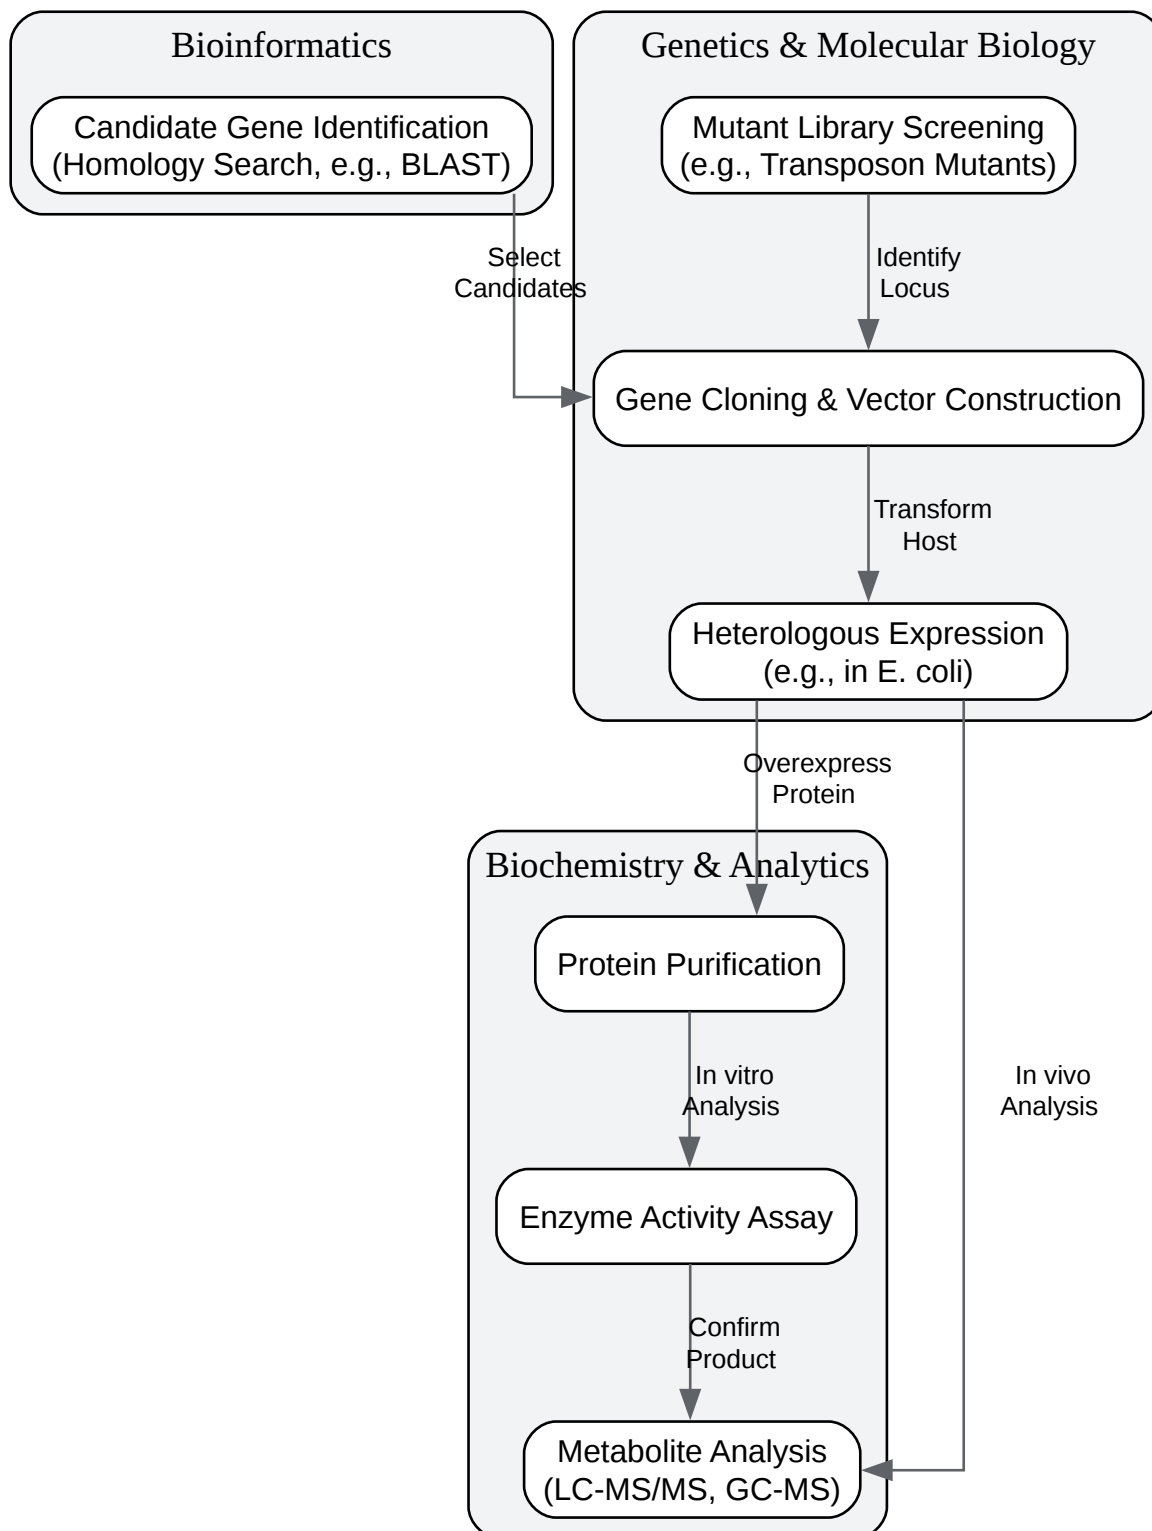 Bioinformatics
Candidate Gene Identification
(Homology Search, e.g., BLAST)
Select
Candidates
Genetics & Molecular Biology
Mutant Library Screening
(e.g., Transposon Mutants)
Identify
Locus
Gene Cloning & Vector Construction
Transform
Host
Heterologous Expression
(e.g., in E. coli)
Overexpress
Protein
Biochemistry & Analytics
Protein Purification
In vitro
Analysis
In vivo
Analysis
Enzyme Activity Assay
Confirm
Product
Metabolite Analysis
(LC-MS/MS, GC-MS)